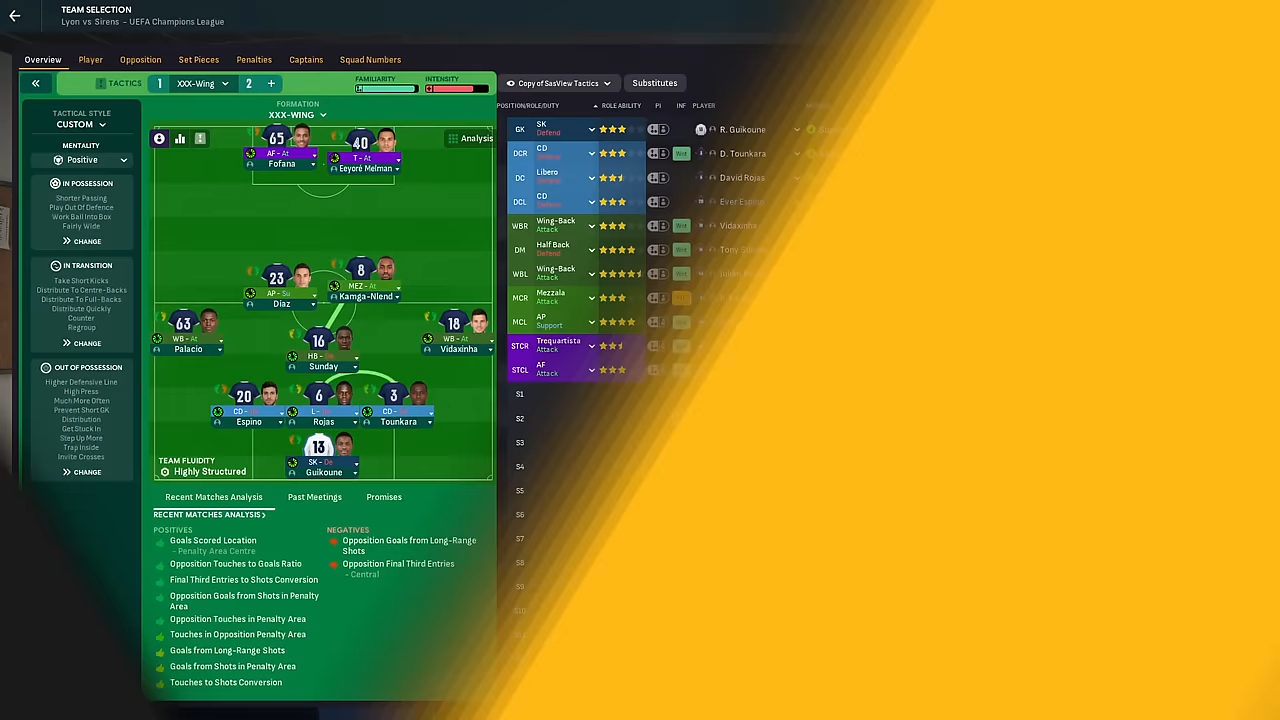 TEAM SELECTION
Lyon vs Sirens - UEFA Champions League
Overview
Player
Opposition
Set Pieces
Penalties
Captains
Squad Numbers
TACTICS
1
XXX-Wing
2
+
FAMILIARITY
INTENSITY
Copy of SasView Tactics
Substitutes
TACTICAL STYLE
CUSTOM
MENTALITY
Positive
IN POSSESSION
Shorter Passing
Play Out Of Defence
Work Ball Into Box
Fairly Wide
CHANGE
IN TRANSITION
Take Short Kicks
Distribute To Centre-Backs
Distribute To Full-Backs
Distribute Quickly
Counter
Regroup
CHANGE
OUT OF POSSESSION
Higher Defensive Line
High Press
Much More Often
Prevent Short GK
Distribution
Get Stuck In
Step Up More
Trap Inside
Invite Crosses
CHANGE
FORMATION
XXX-WING
Analysis
65
AF - At
Fofana
40
T - At
Eeyoré Melman
23
AP - Su
Díaz
8
MEZ - At
Kamga-Nlend
63
WB - At
Palacio
18
WB - At
Vidaxinha
16
HB - De
Sunday
20
CD - De
Espino
6
L - De
Rojas
3
CD - De
Tounkara
13
SK - De
Guikoune
TEAM FLUIDITY
Highly Structured
Recent Matches Analysis
Past Meetings
Promises
RECENT MATCHES ANALYSIS
POSITIVES
Goals Scored Location
- Penalty Area Centre
Opposition Touches to Goals Ratio
Final Third Entries to Shots Conversion
Opposition Goals from Shots in Penalty
Area
Opposition Touches in Penalty Area
Touches in Opposition Penalty Area
Goals from Long-Range Shots
Goals from Shots in Penalty Area
Touches to Shots Conversion
NEGATIVES
Opposition Goals from Long-Range
Shots
Opposition Final Third Entries
- Central
POSITION/ROLE/DUTY
ROLE ABILITY
PI
INF
PLAYER
GK
SK
Defend
R. Guikoune
DCR
CD
Defend
Wnt
D. Tounkara
DC
Libero
Defend
David Rojas
DCL
CD
Defend
Ever Espino
WBR
Wing-Back
Attack
Wnt
Vidaxinha
DM
Half Back
Defend
Wnt
WBL
Wing-Back
Attack
Wnt
MCR
Mezzala
Attack
MCL
AP
Support
STCR
Trequartista
Attack
STCL
AF
Attack
S1
S2
S3
S4
S5
S6
S7
S8
S9
S10